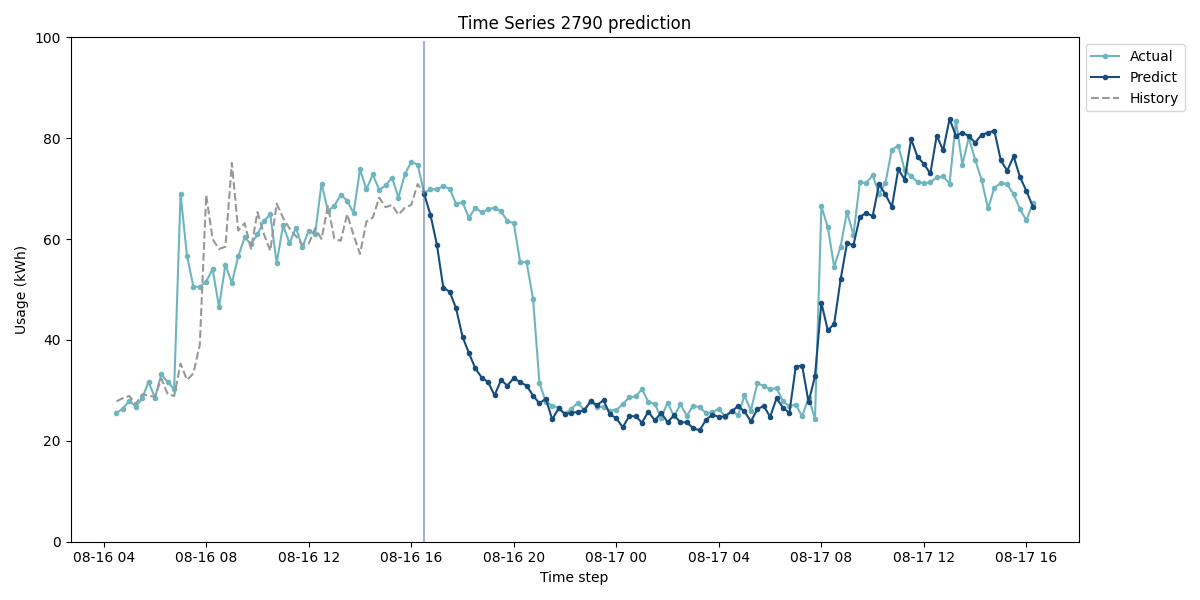 Time Series 2790 prediction
100
80
60
40
20
0
Usage (kWh)
08-16 04
08-16 08
08-16 12
08-16 16
08-16 20
08-17 00
08-17 04
08-17 08
08-17 12
08-17 16
Time step
Actual
Predict
History